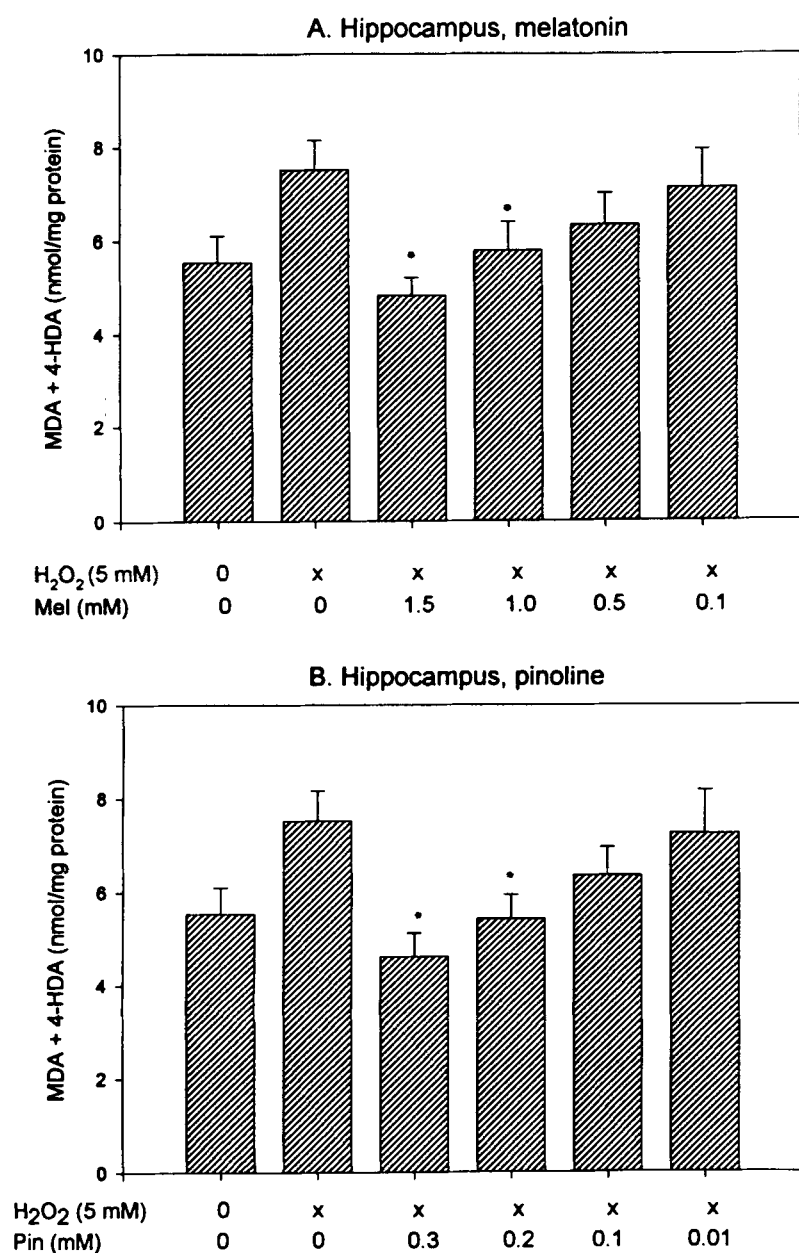 A. Hippocampus, melatonin
10
8
6
4
2
0
MDA + 4-HDA (nmol/mg protein)
H₂O₂ (5 mM) 0 x x x x x
Mel (mM) 0 0 1.5 1.0 0.5 0.1
B. Hippocampus, pinoline
10
8
6
4
2
0
MDA + 4-HDA (nmol/mg protein)
H₂O₂ (5 mM) 0 x x x x x
Pin (mM) 0 0 0.3 0.2 0.1 0.01